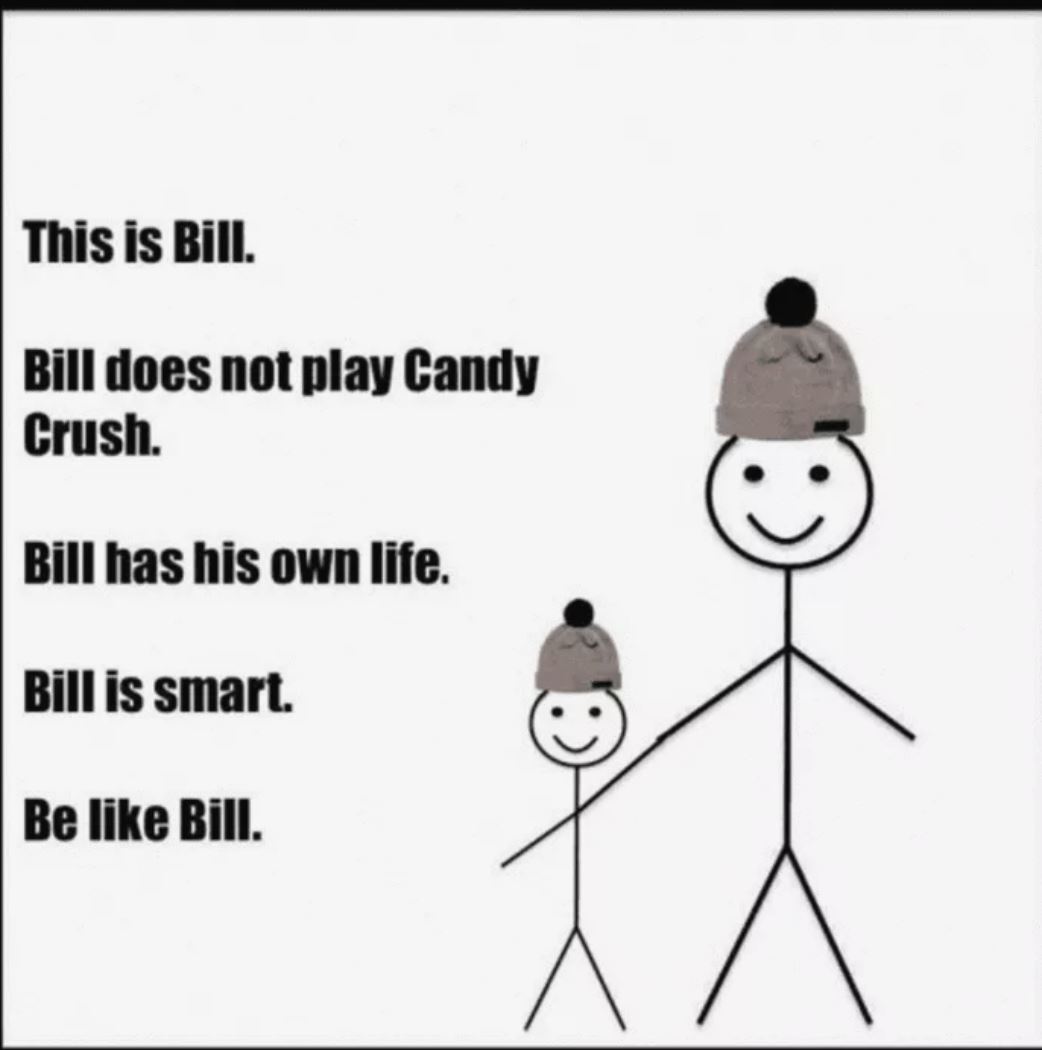 This is Bill.
Bill does not play Candy
Crush.
Bill has his own life.
Bill is smart.
Be like Bill.